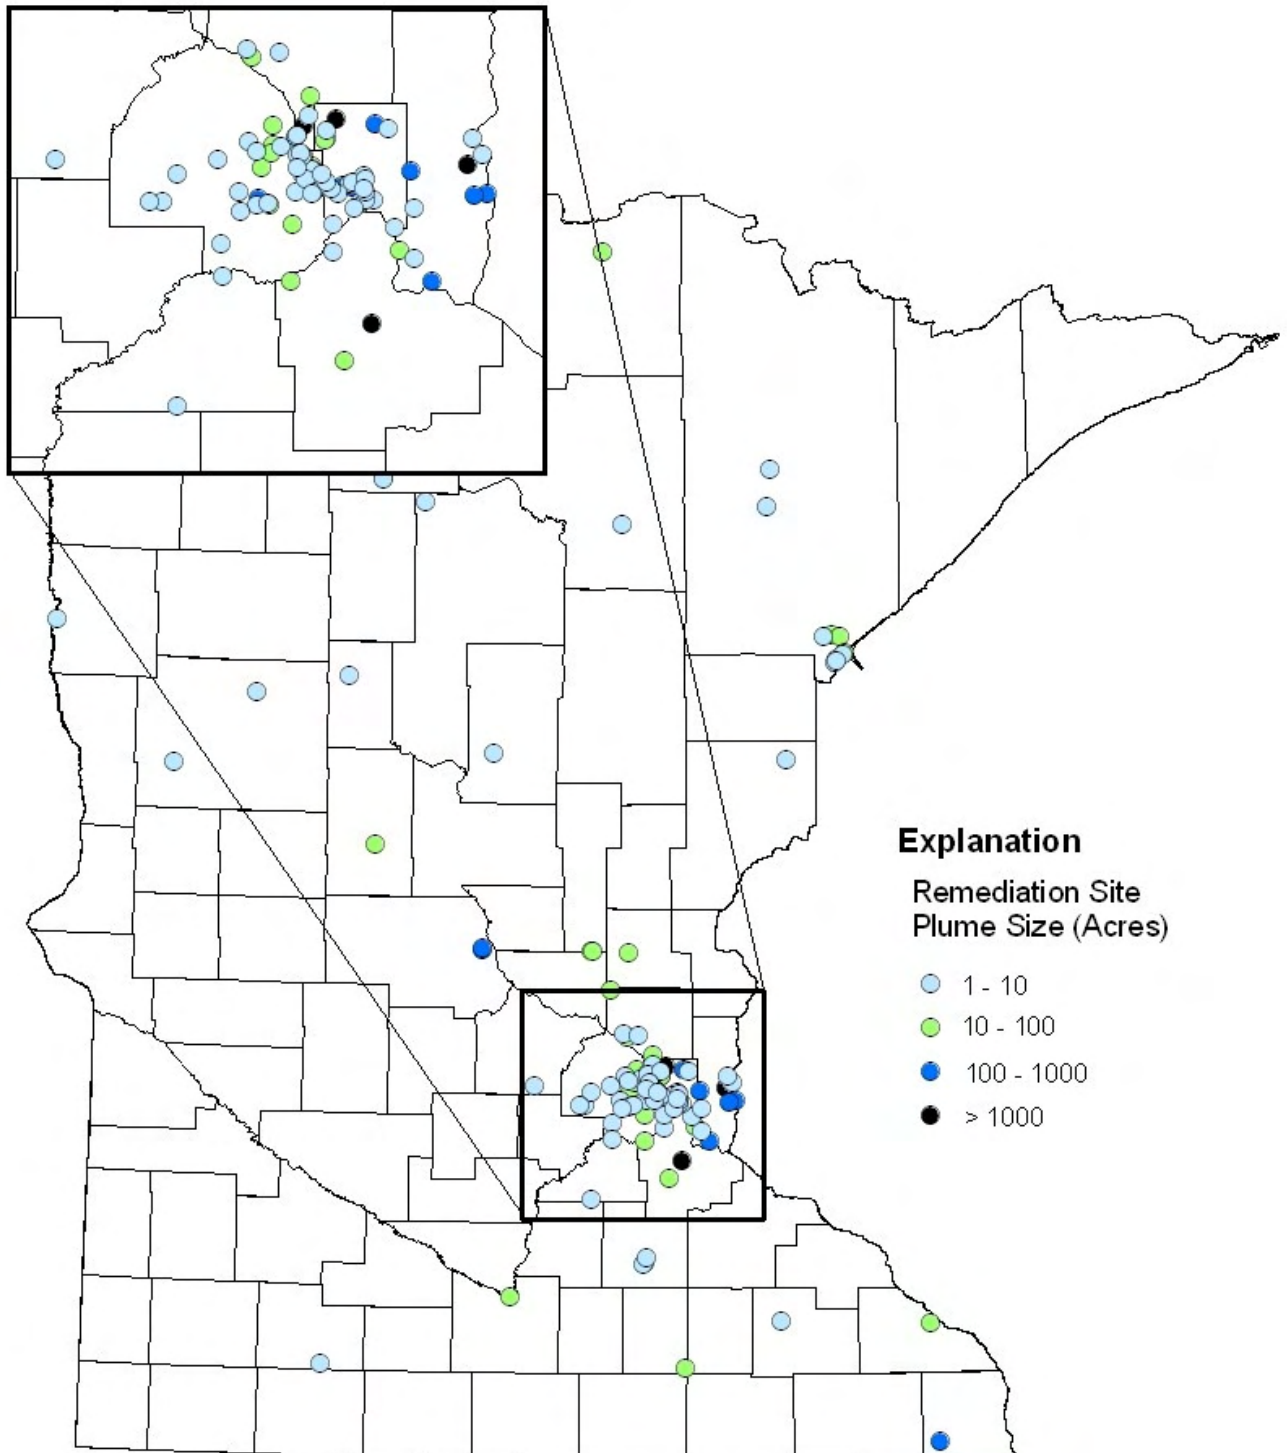 Explanation
Remediation Site
Plume Size (Acres)
1 - 10
10 - 100
100 - 1000
> 1000